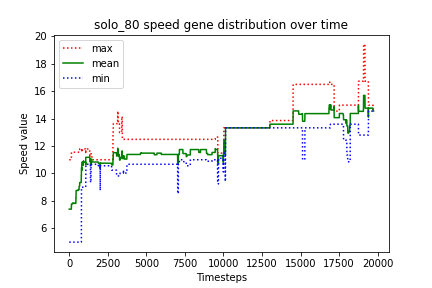 solo_80 speed gene distribution over time
max
mean
min
Speed value
20
18
16
14
12
10
8
6
0 2500 5000 7500 10000 12500 15000 17500 20000
Timesteps